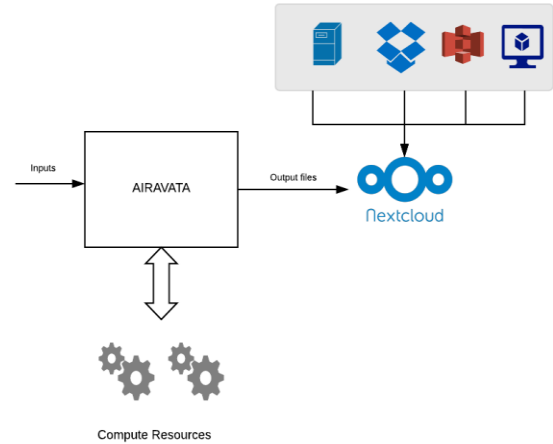 Inputs
AIRAVATA
Output files
nextcloud
Compute Resources